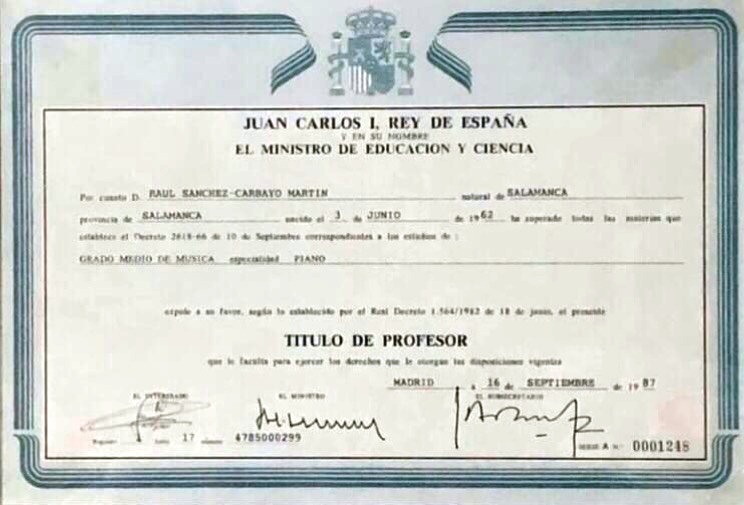 JUAN CARLOS I, REY DE ESPAÑA
Y EN SU NOMBRE
EL MINISTRO DE EDUCACION Y CIENCIA
Por cuanto D. RAUL SANCHEZ-CARBAYO MARTIN natural de SALAMANCA
provincia de SALAMANCA nacido el 3 de JUNIO de 1962 ha superado todas las materias que
establece el Decreto 2618-66 de 10 de Septiembre correspondientes a los estudios de :
GRADO MEDIO DE MUSICA especialidad PIANO
expide a su favor, según lo establecido por el Real Decreto 1.564/1982 de 18 de junio, el presente
TITULO DE PROFESOR
que le faculta para ejercer los derechos que le otorgan las disposiciones vigentes
MADRID a 16 de SEPTIEMBRE de 1987
EL INTERESADO EL MINISTRO EL SUBSECRETARIO
Registro folio 17 número 4785000299
SERIE A Nº 0001248